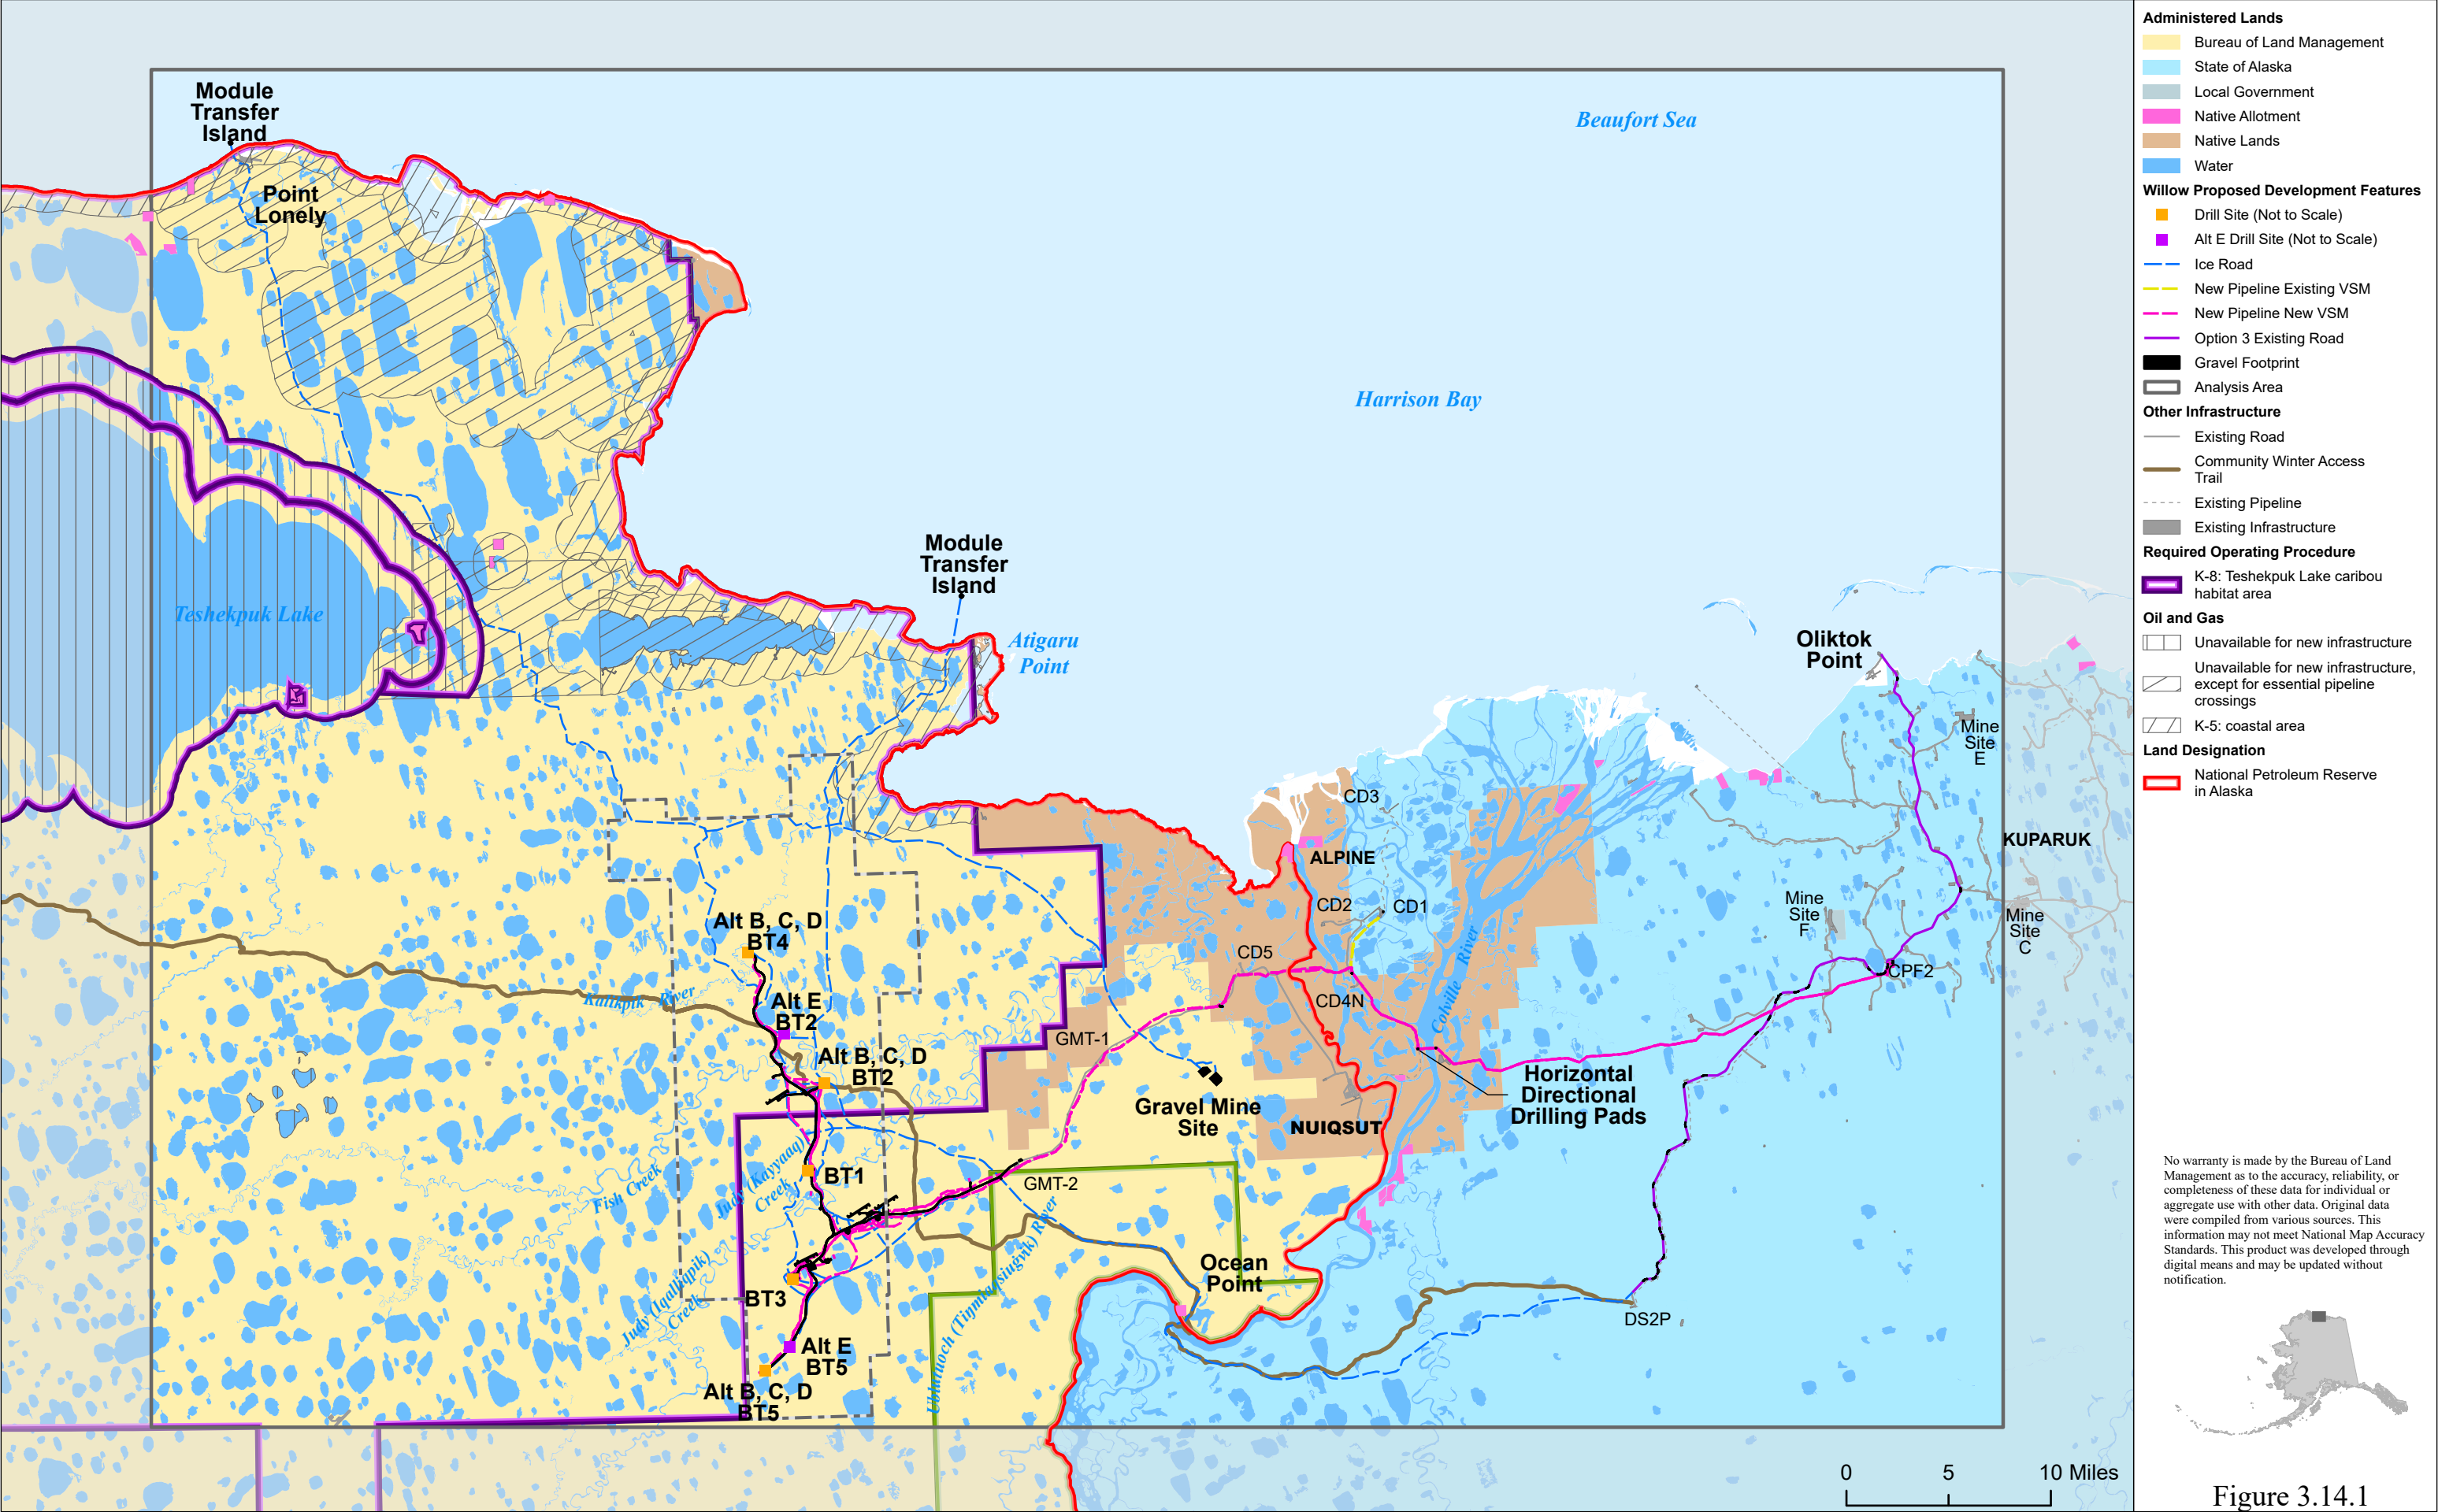 Module
Transfer
Island
Point
Lonely
Beaufort Sea
Harrison Bay
Module
Transfer
Island
Teshekpuk Lake
Atigaru
Point
Oliktok
Point
Mine
Site
E
CD3
ALPINE
KUPARUK
CD2
CD1
Mine
Site
F
Mine
Site
C
Alt B, C, D
BT4
CD5
CPF2
Kalikpik River
Alt E
BT2
CD4N
Colville River
GMT-1
Alt B, C, D
BT2
Horizontal
Directional
Drilling Pads
Gravel Mine
Site
NUIQSUT
BT1
Judy (Kayyaaq)
Creek
Fish Creek
GMT-2
Ocean
Point
BT3
Judy (Iqalliqpik)
Creek
DS2P
Alt E
BT5
Alt B, C, D
BT5
0 5 10 Miles
Administered Lands
Bureau of Land Management
State of Alaska
Local Government
Native Allotment
Native Lands
Water
Willow Proposed Development Features
Drill Site (Not to Scale)
Alt E Drill Site (Not to Scale)
Ice Road
New Pipeline Existing VSM
New Pipeline New VSM
Option 3 Existing Road
Gravel Footprint
Analysis Area
Other Infrastructure
Existing Road
Community Winter Access
Trail
Existing Pipeline
Existing Infrastructure
Required Operating Procedure
K-8: Teshekpuk Lake caribou
habitat area
Oil and Gas
Unavailable for new infrastructure
Unavailable for new infrastructure,
except for essential pipeline
crossings
K-5: coastal area
Land Designation
National Petroleum Reserve
in Alaska
No warranty is made by the Bureau of Land
Management as to the accuracy, reliability, or
completeness of these data for individual or
aggregate use with other data. Original data
were compiled from various sources. This
information may not meet National Map Accuracy
Standards. This product was developed through
digital means and may be updated without
notification.
Figure 3.14.1